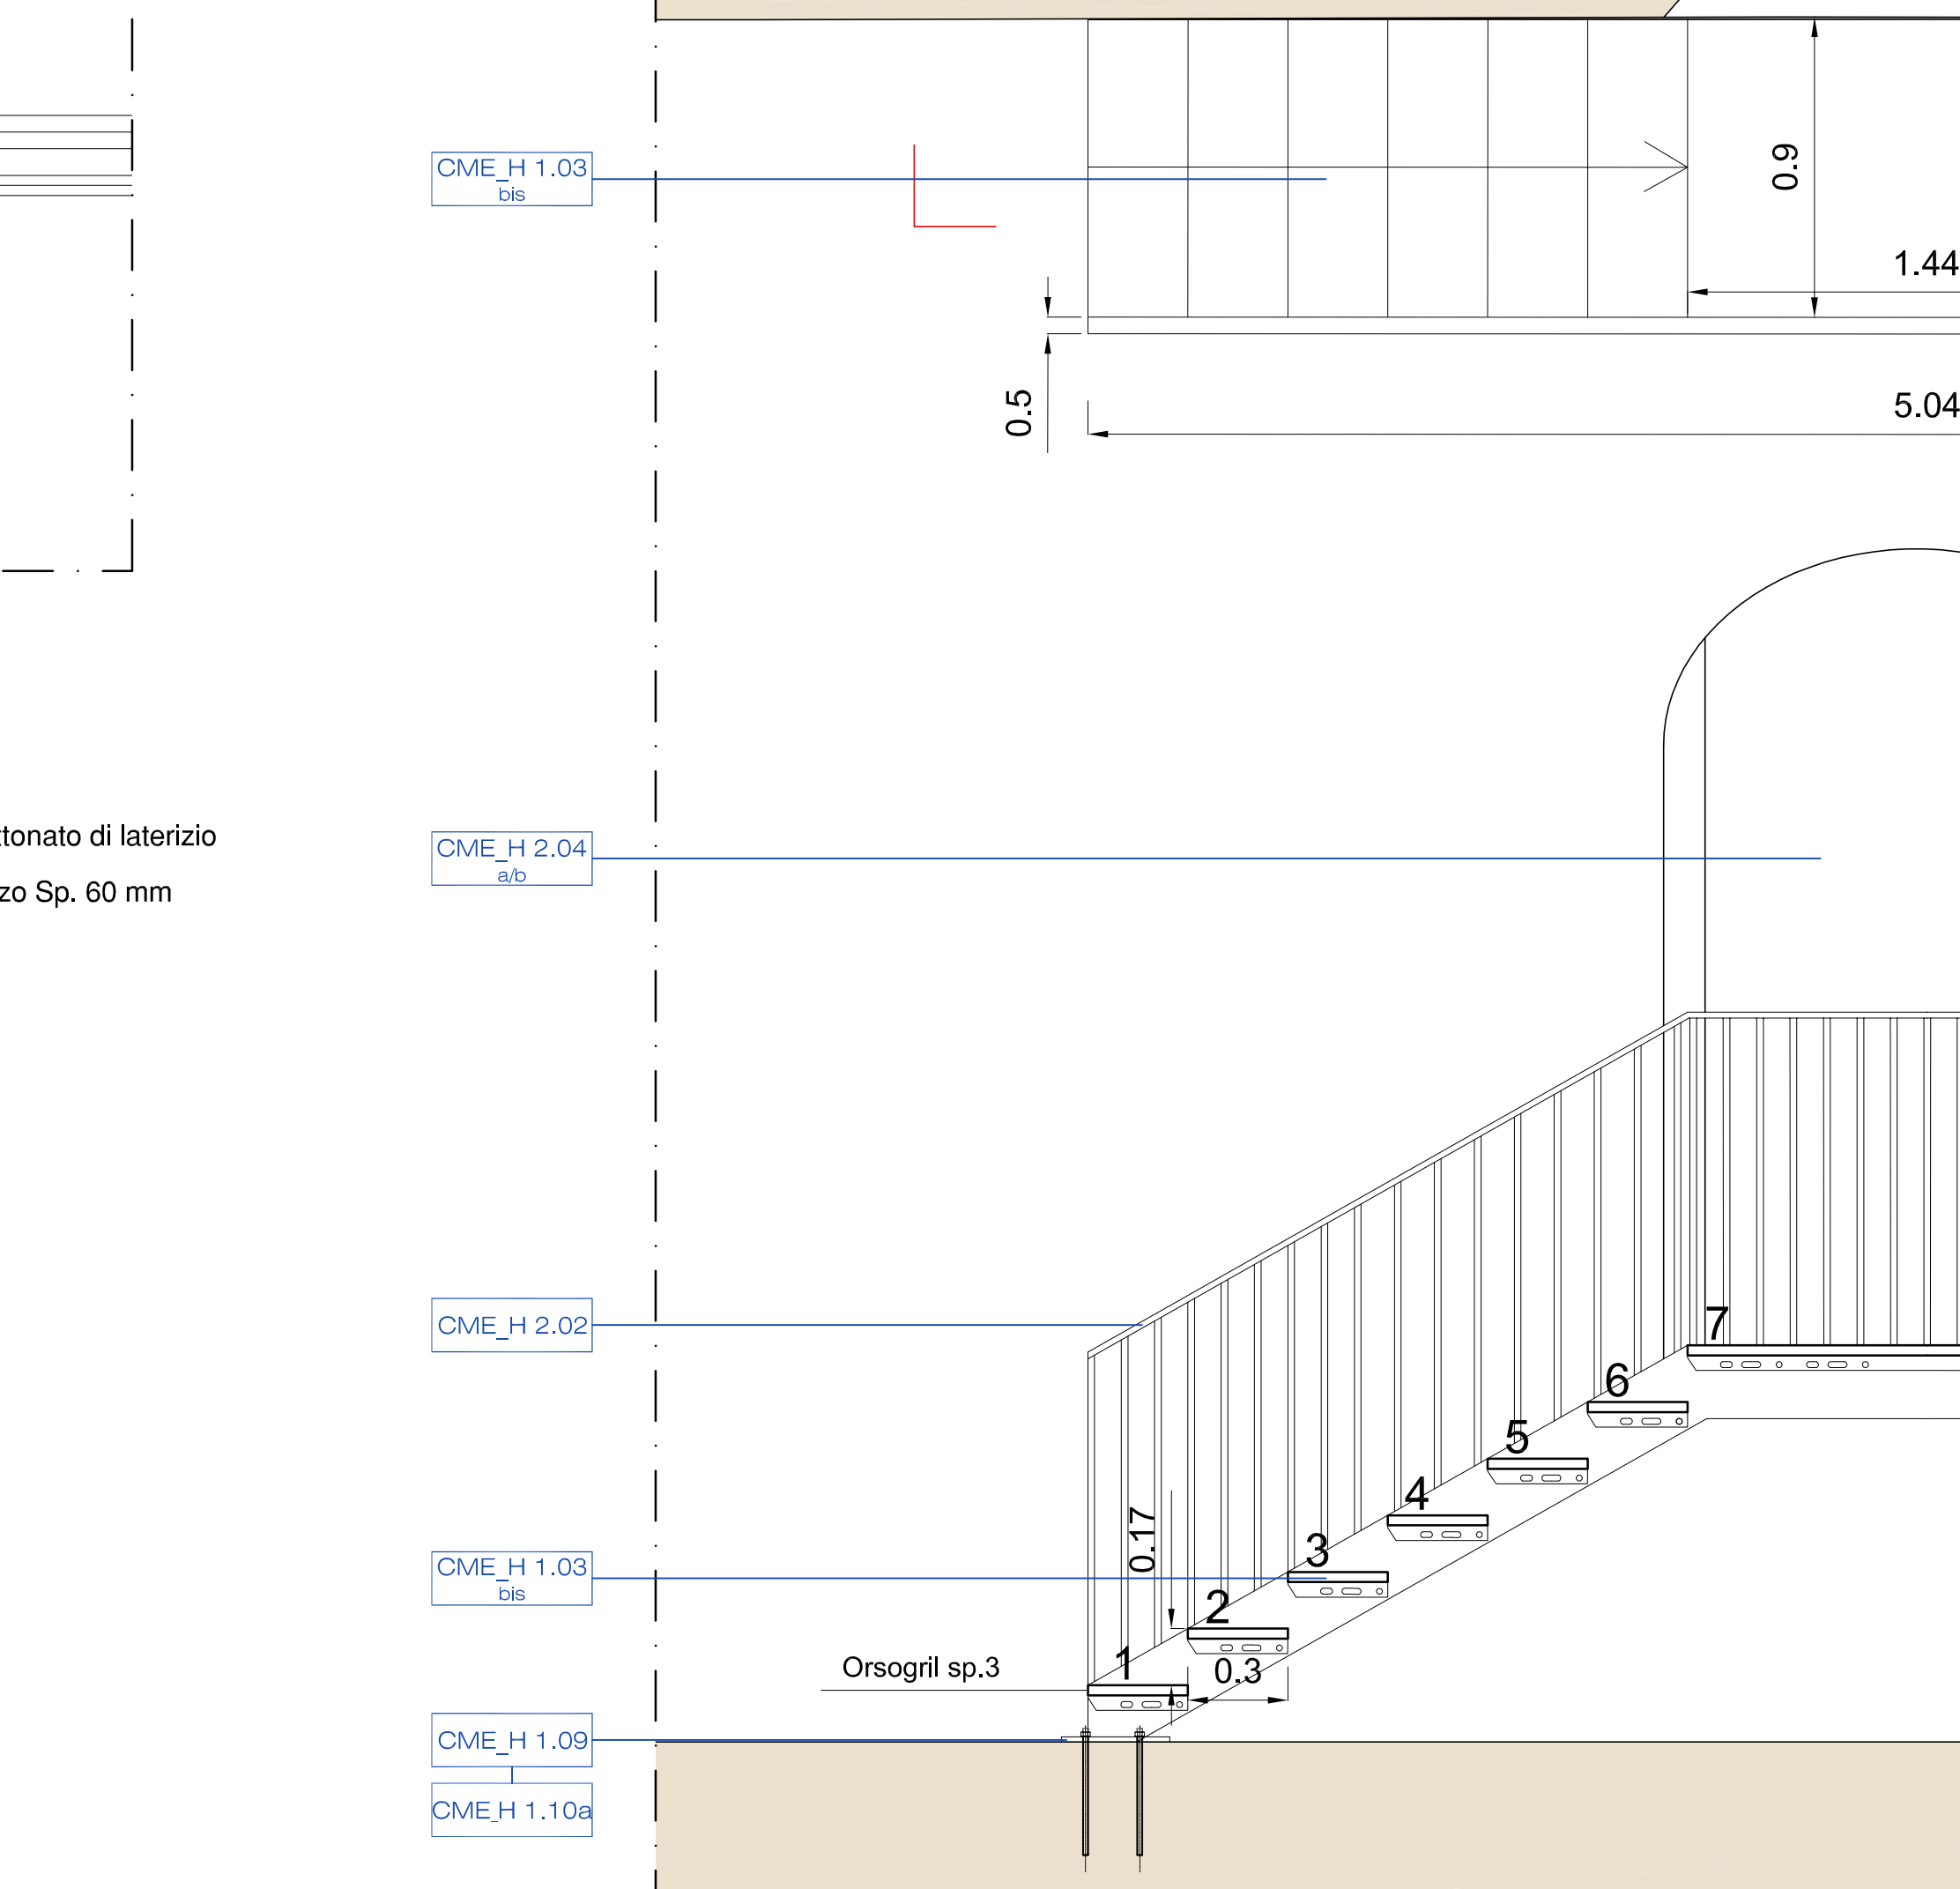 CME_H 1.03
bis
0.9
1.44
0.5
5.04
ttonato di laterizio
zo Sp. 60 mm
CME_H 2.04
a/b
CME_H 2.02
7
6
5
4
0.17
3
CME_H 1.03
bis
2
1
0.3
Orsogril sp.3
CME_H 1.09
CME_H 1.10a